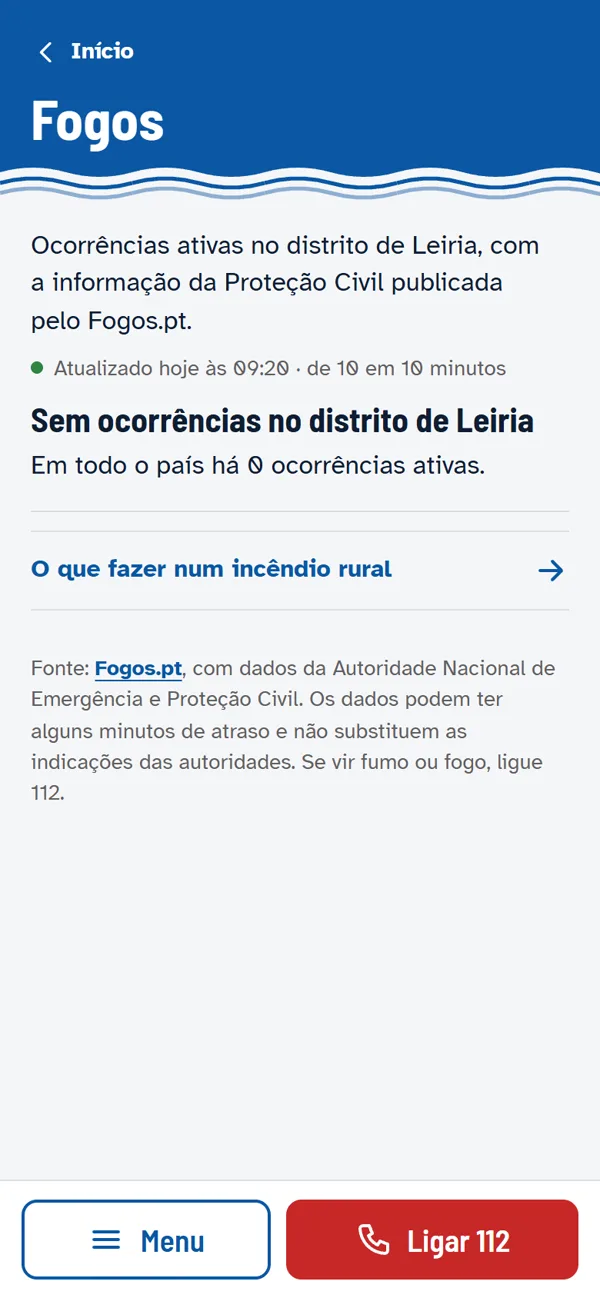 Início
Fogos
Ocorrências ativas no distrito de Leiria, com
a informação da Proteção Civil publicada
pelo Fogos.pt.
Atualizado hoje às 09:20 · de 10 em 10 minutos
Sem ocorrências no distrito de Leiria
Em todo o país há 0 ocorrências ativas.
O que fazer num incêndio rural
Fonte: Fogos.pt, com dados da Autoridade Nacional de
Emergência e Proteção Civil. Os dados podem ter
alguns minutos de atraso e não substituem as
indicações das autoridades. Se vir fumo ou fogo, ligue
112.
Menu
Ligar 112